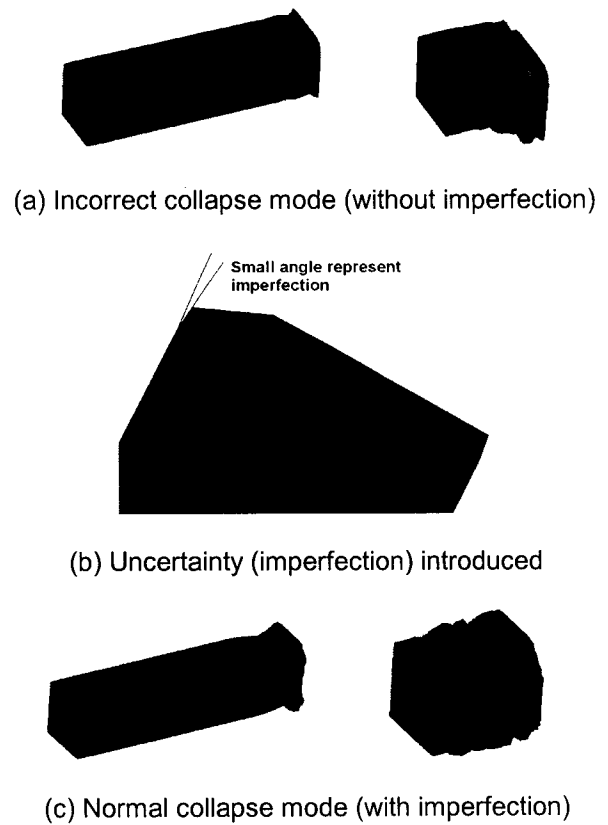 (a) Incorrect collapse mode (without imperfection)
Small angle represent
imperfection
(b) Uncertainty (imperfection) introduced
(c) Normal collapse mode (with imperfection)